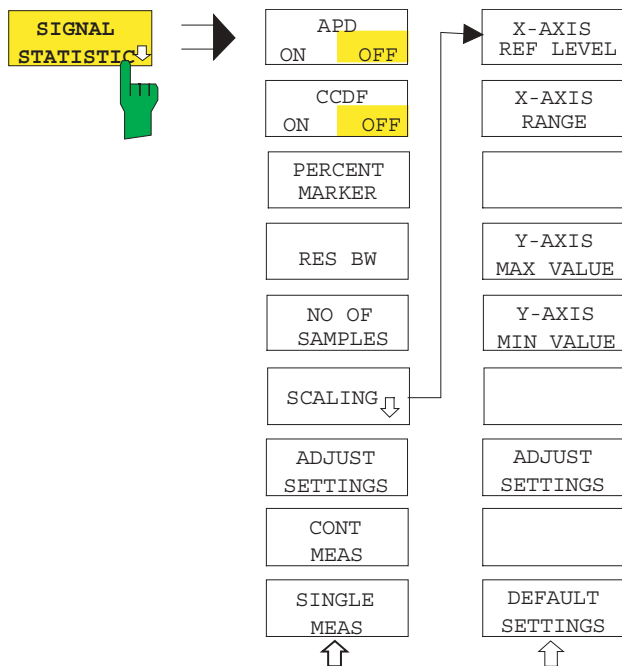 SIGNAL
STATISTIC
APD
ON OFF
CCDF
ON OFF
PERCENT
MARKER
RES BW
NO OF
SAMPLES
SCALING
ADJUST
SETTINGS
CONT
MEAS
SINGLE
MEAS
X-AXIS
REF LEVEL
X-AXIS
RANGE
Y-AXIS
MAX VALUE
Y-AXIS
MIN VALUE
ADJUST
SETTINGS
DEFAULT
SETTINGS